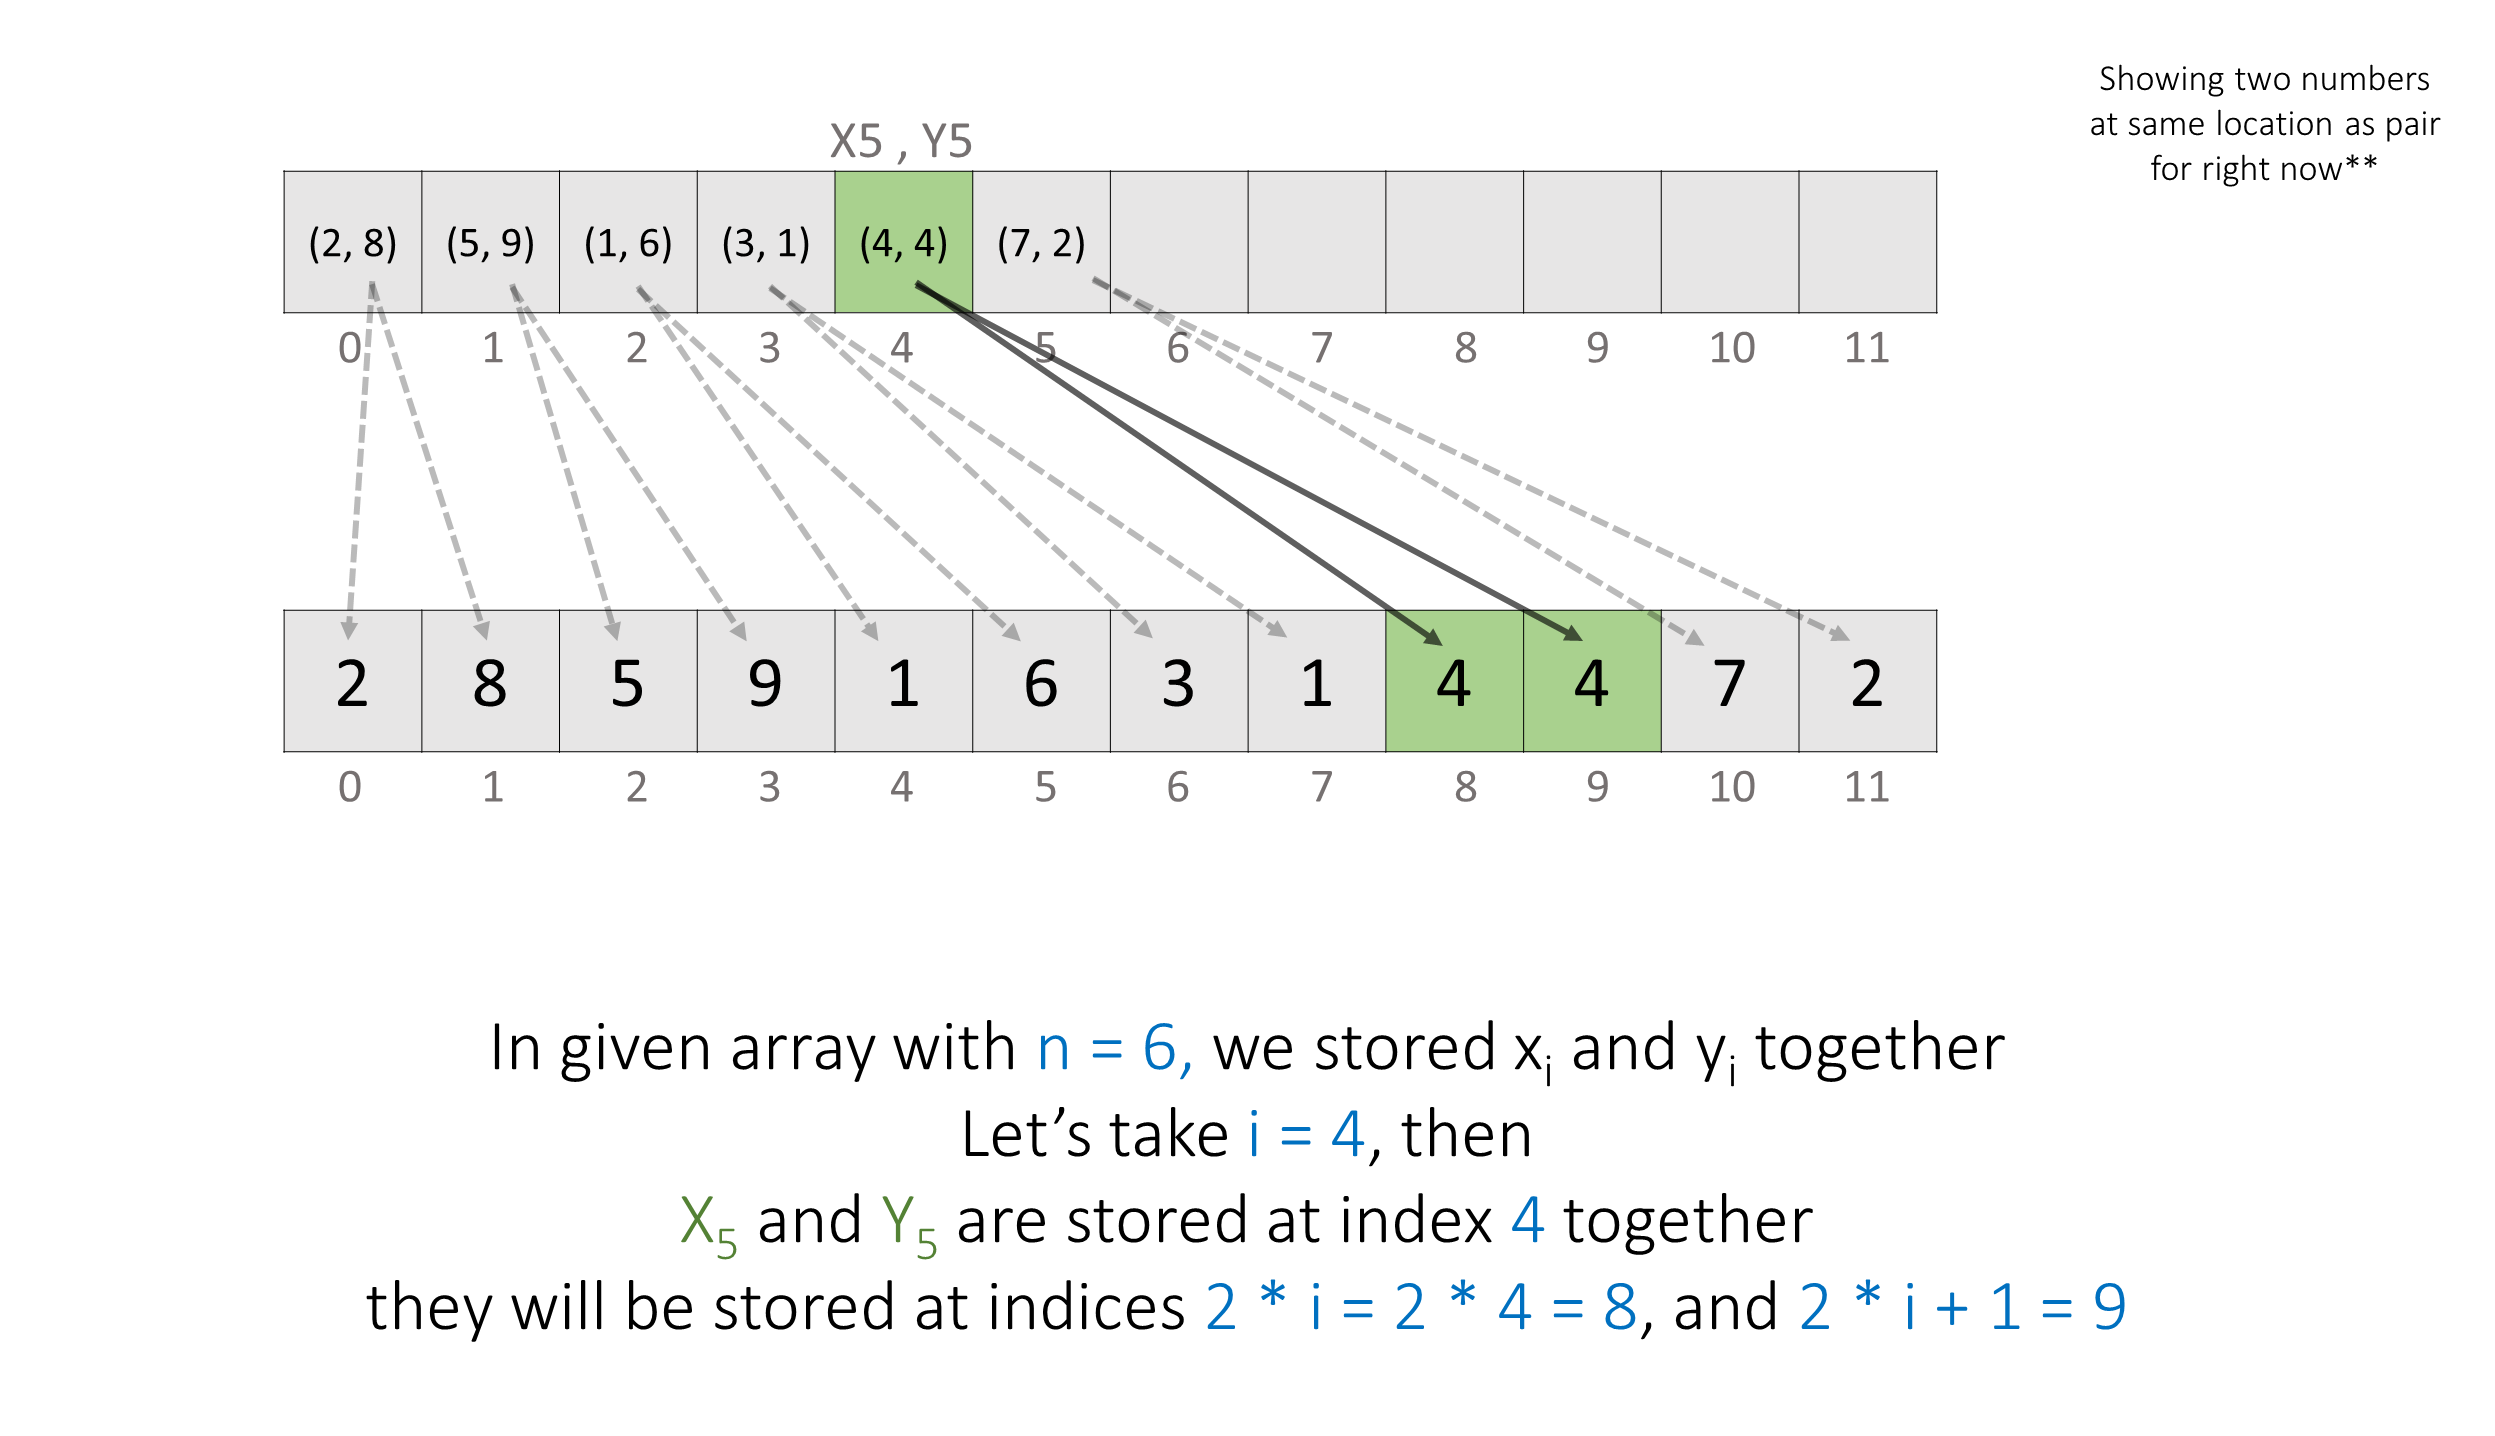 Showing two numbers
at same location as pair
for right now**
X5 , Y5
(2, 8) (5, 9) (1, 6) (3, 1) (4, 4) (7, 2)
0 1 2 3 4 5 6 7 8 9 10 11
2 8 5 9 1 6 3 1 4 4 7 2
0 1 2 3 4 5 6 7 8 9 10 11
In given array with n = 6, we stored xi and yi together
Let’s take i = 4, then
X5 and Y5 are stored at index 4 together
they will be stored at indices 2 * i = 2 * 4 = 8, and 2 * i + 1 = 9